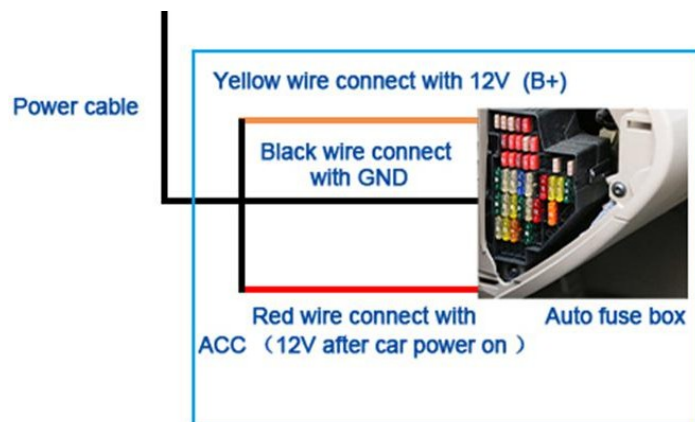 Yellow wire connect with 12V (B+)
Power cable
Black wire connect
with GND
Red wire connect with
ACC （12V after car power on ）
Auto fuse box